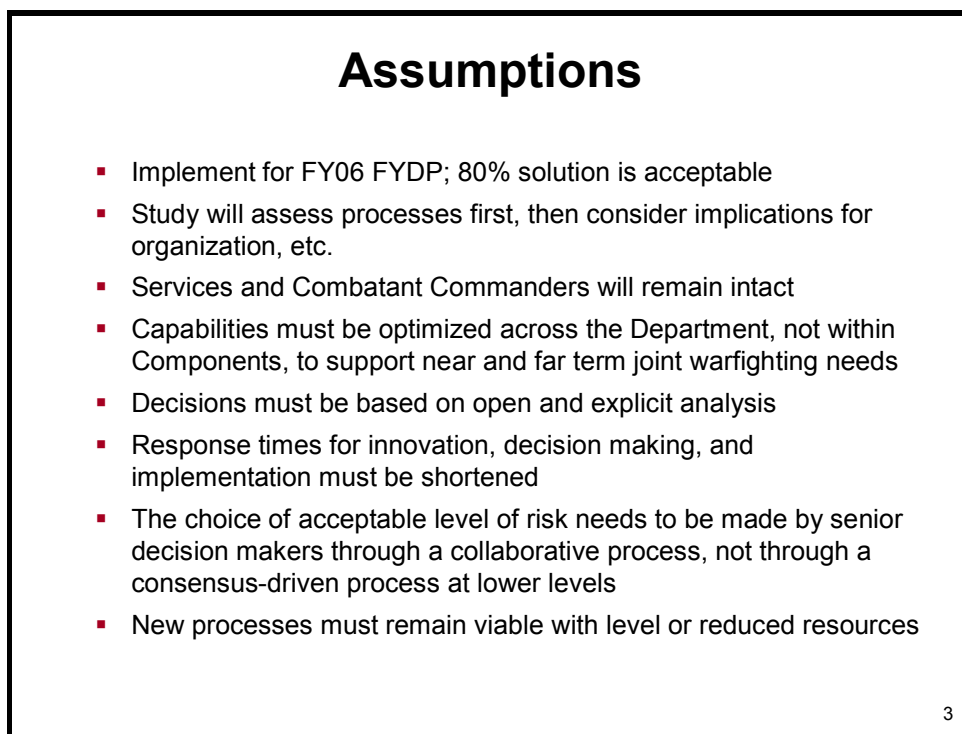 Assumptions
▪ Implement for FY06 FYDP; 80% solution is acceptable
▪ Study will assess processes first, then consider implications for
organization, etc.
▪ Services and Combatant Commanders will remain intact
▪ Capabilities must be optimized across the Department, not within
Components, to support near and far term joint warfighting needs
▪ Decisions must be based on open and explicit analysis
▪ Response times for innovation, decision making, and
implementation must be shortened
▪ The choice of acceptable level of risk needs to be made by senior
decision makers through a collaborative process, not through a
consensus-driven process at lower levels
▪ New processes must remain viable with level or reduced resources
3